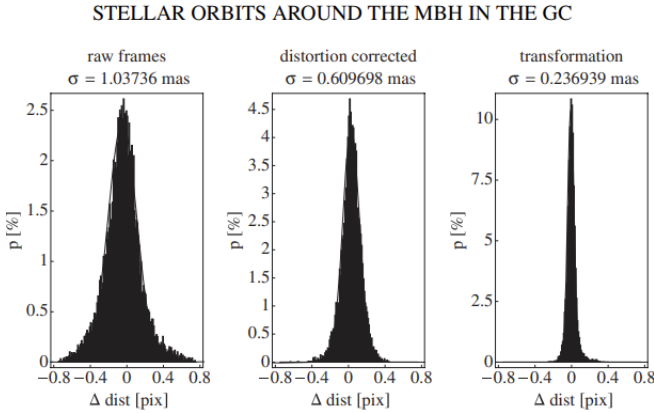 STELLAR ORBITS AROUND THE MBH IN THE GC
raw frames
σ = 1.03736 mas
distortion corrected
σ = 0.609698 mas
transformation
σ = 0.236939 mas
p [%]
2.5
2
1.5
1
0.5
0
−0.8 −0.4 0 0.4 0.8
Δ dist [pix]
p [%]
4.5
4
3.5
3
2.5
2
1.5
1
0.5
0
−0.8 −0.4 0 0.4 0.8
Δ dist [pix]
p [%]
10
7.5
5
2.5
0
−0.8 −0.4 0 0.4 0.8
Δ dist [pix]